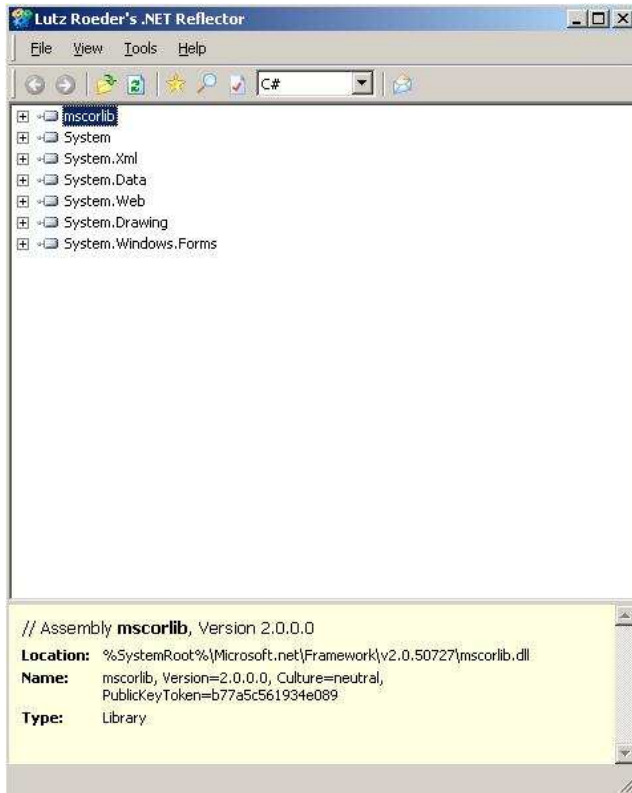 Lutz Roeder's .NET Reflector
File View Tools Help
C#
mscorlib
System
System.Xml
System.Data
System.Web
System.Drawing
System.Windows.Forms
// Assembly mscorlib, Version 2.0.0.0
Location: %SystemRoot%\Microsoft.net\Framework\v2.0.50727\mscorlib.dll
Name: mscorlib, Version=2.0.0.0, Culture=neutral,
PublicKeyToken=b77a5c561934e089
Type: Library